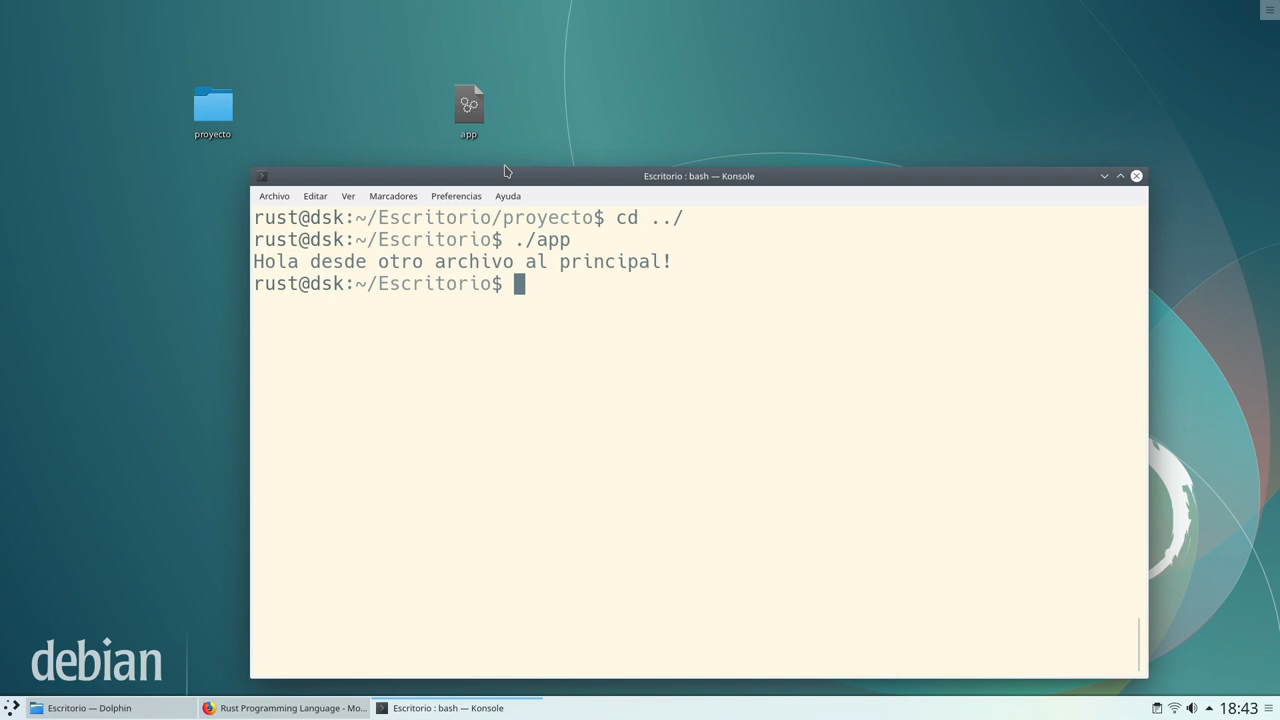 proyecto
app
Escritorio : bash — Konsole
Archivo Editar Ver Marcadores Preferencias Ayuda
rust@dsk:~/Escritorio/proyecto$ cd ../
rust@dsk:~/Escritorio$ ./app
Hola desde otro archivo al principal!
rust@dsk:~/Escritorio$
debian
Escritorio — Dolphin Rust Programming Language - Mo... Escritorio : bash — Konsole 18:43